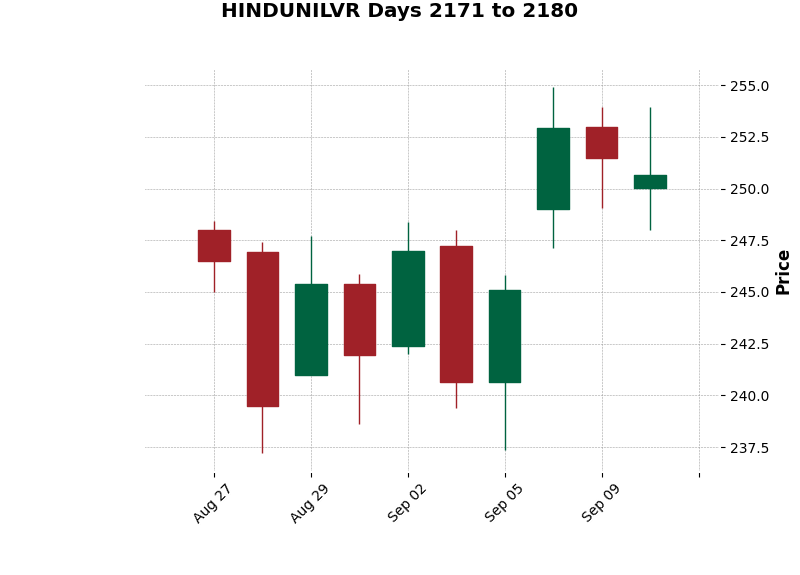 HINDUNILVR Days 2171 to 2180
255.0
252.5
250.0
247.5
245.0
242.5
240.0
237.5
Price
Aug 27
Aug 29
Sep 02
Sep 05
Sep 09